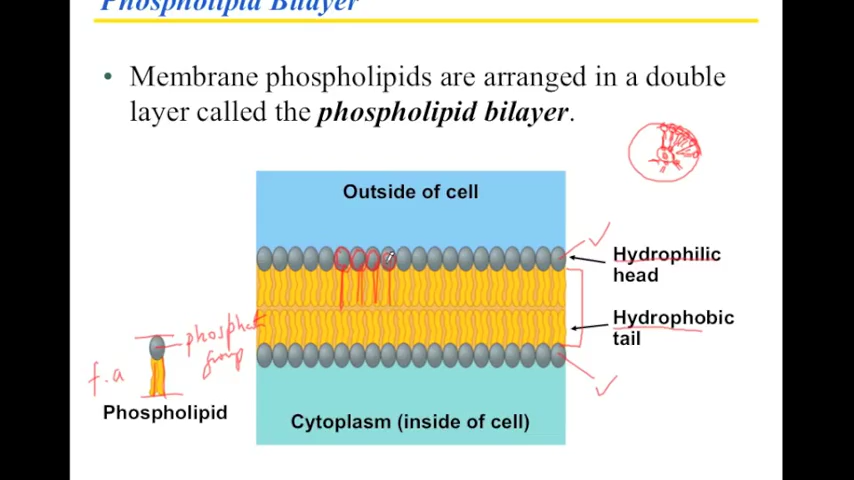 Phospholipid Bilayer
• Membrane phospholipids are arranged in a double
layer called the phospholipid bilayer.
Outside of cell
Hydrophilic
head
Hydrophobic
tail
phosphate
group
f.a
Phospholipid
Cytoplasm (inside of cell)